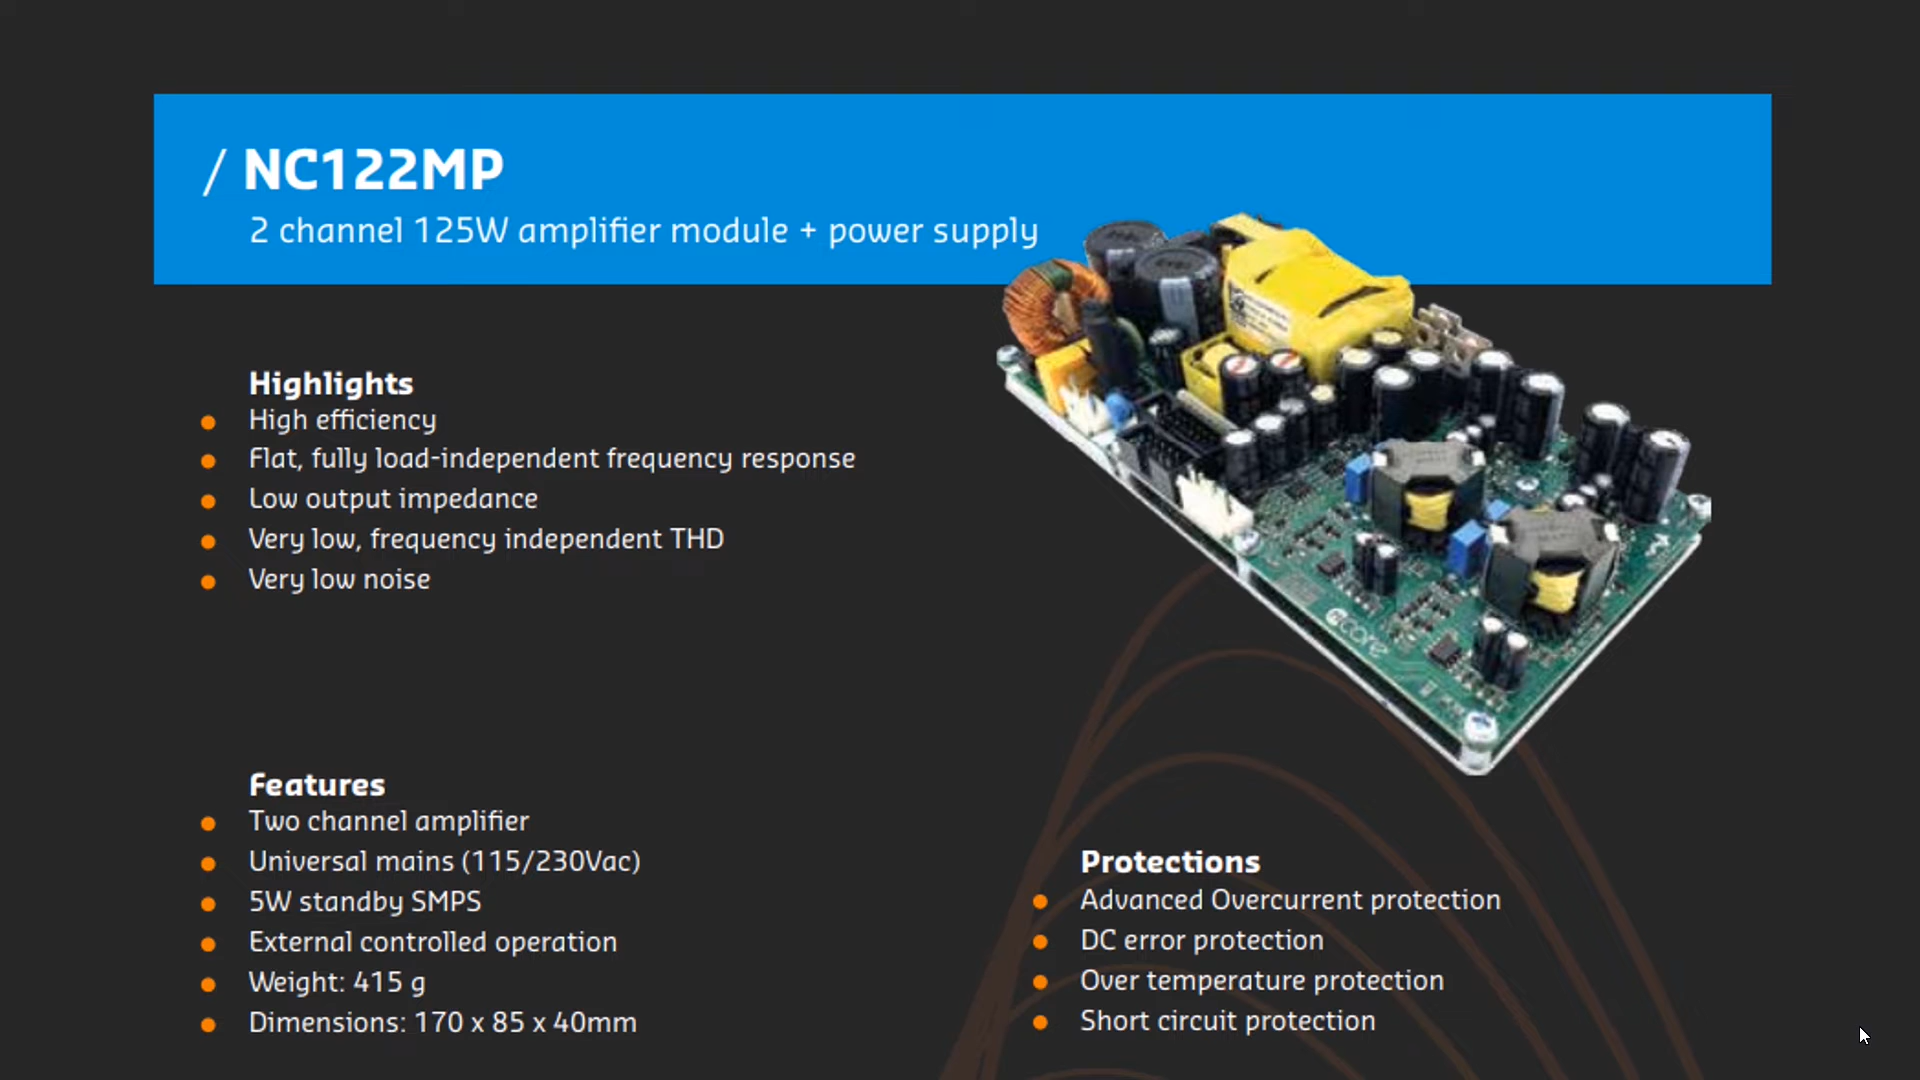 / NC122MP
2 channel 125W amplifier module + power supply
Highlights
High efficiency
Flat, fully load-independent frequency response
Low output impedance
Very low, frequency independent THD
Very low noise
Features
Two channel amplifier
Universal mains (115/230Vac)
5W standby SMPS
External controlled operation
Weight: 415 g
Dimensions: 170 x 85 x 40mm
Protections
Advanced Overcurrent protection
DC error protection
Over temperature protection
Short circuit protection
ncore